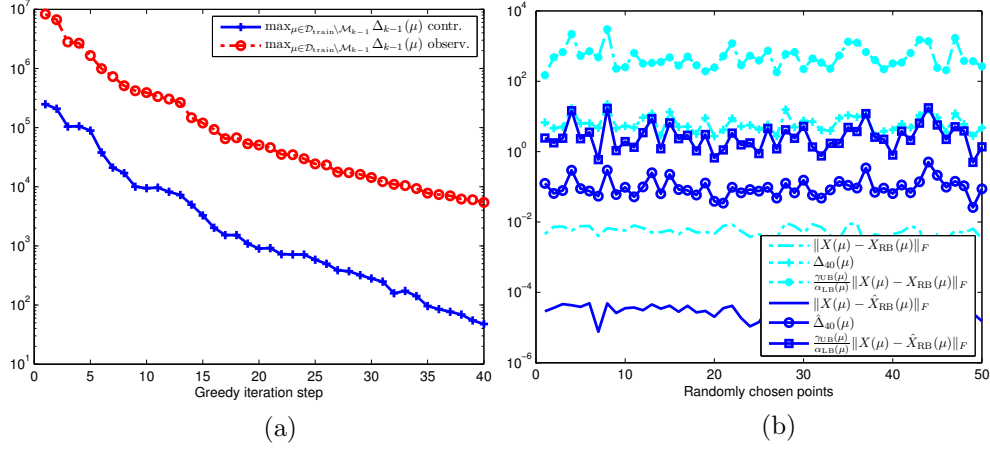 10^7
10^6
10^5
10^4
10^3
10^2
10^1
0 5 10 15 20 25 30 35 40
Greedy iteration step
max_{μ∈𝒟_train\ℳ_{k−1}} Δ_{k−1}(μ) contr.
max_{μ∈𝒟_train\ℳ_{k−1}} Δ_{k−1}(μ) observ.
(a)
10^4
10^2
10^0
10^−2
10^−4
10^−6
0 10 20 30 40 50
Randomly chosen points
‖X(μ) − X_RB(μ)‖_F
Δ_40(μ)
γ_UB(μ)/α_LB(μ) ‖X(μ) − X_RB(μ)‖_F
‖X(μ) − X̂_RB(μ)‖_F
Δ̂_40(μ)
γ_UB(μ)/α_LB(μ) ‖X(μ) − X̂_RB(μ)‖_F
(b)